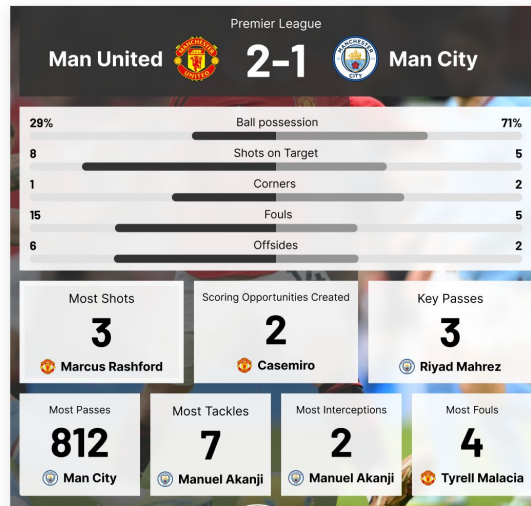 Premier League
Man United 2-1 Man City
29% Ball possession 71%
8 Shots on Target 5
1 Corners 2
15 Fouls 5
6 Offsides 2
Most Shots
3
Marcus Rashford
Scoring Opportunities Created
2
Casemiro
Key Passes
3
Riyad Mahrez
Most Passes
812
Man City
Most Tackles
7
Manuel Akanji
Most Interceptions
2
Manuel Akanji
Most Fouls
4
Tyrell Malacia